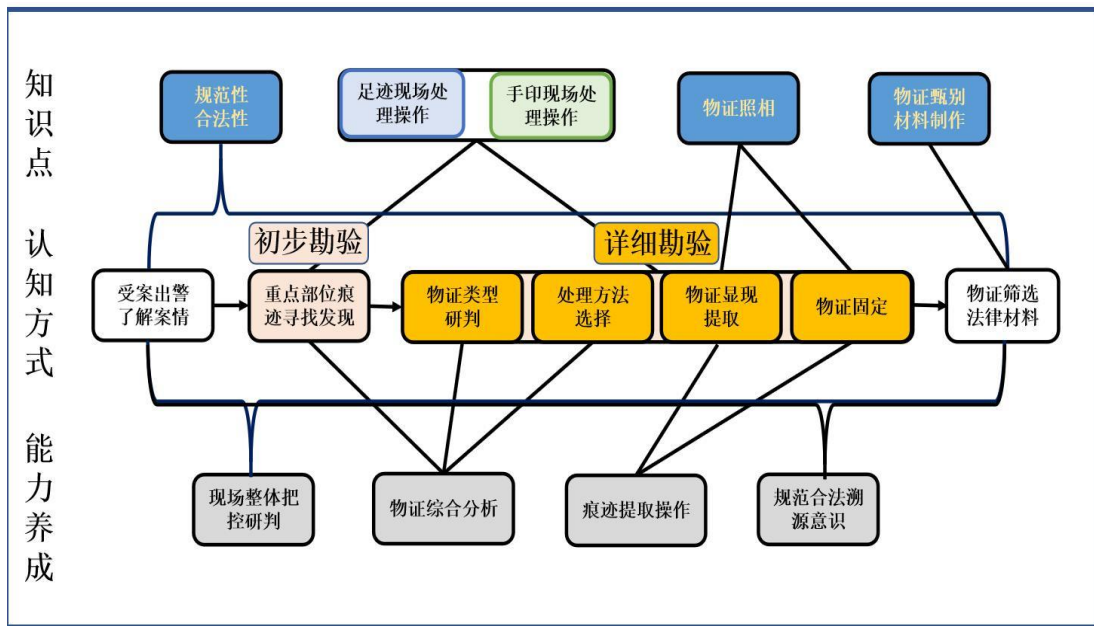 知识点
认知方式
能力养成
规范性
合法性
足迹现场处
理操作
手印现场处
理操作
物证照相
物证甄别
材料制作
初步勘验
详细勘验
受案出警
了解案情
重点部位痕
迹寻找发现
物证类型
研判
处理方法
选择
物证显现
提取
物证固定
物证筛选
法律材料
现场整体把
控研判
物证综合分析
痕迹提取操作
规范合法溯
源意识